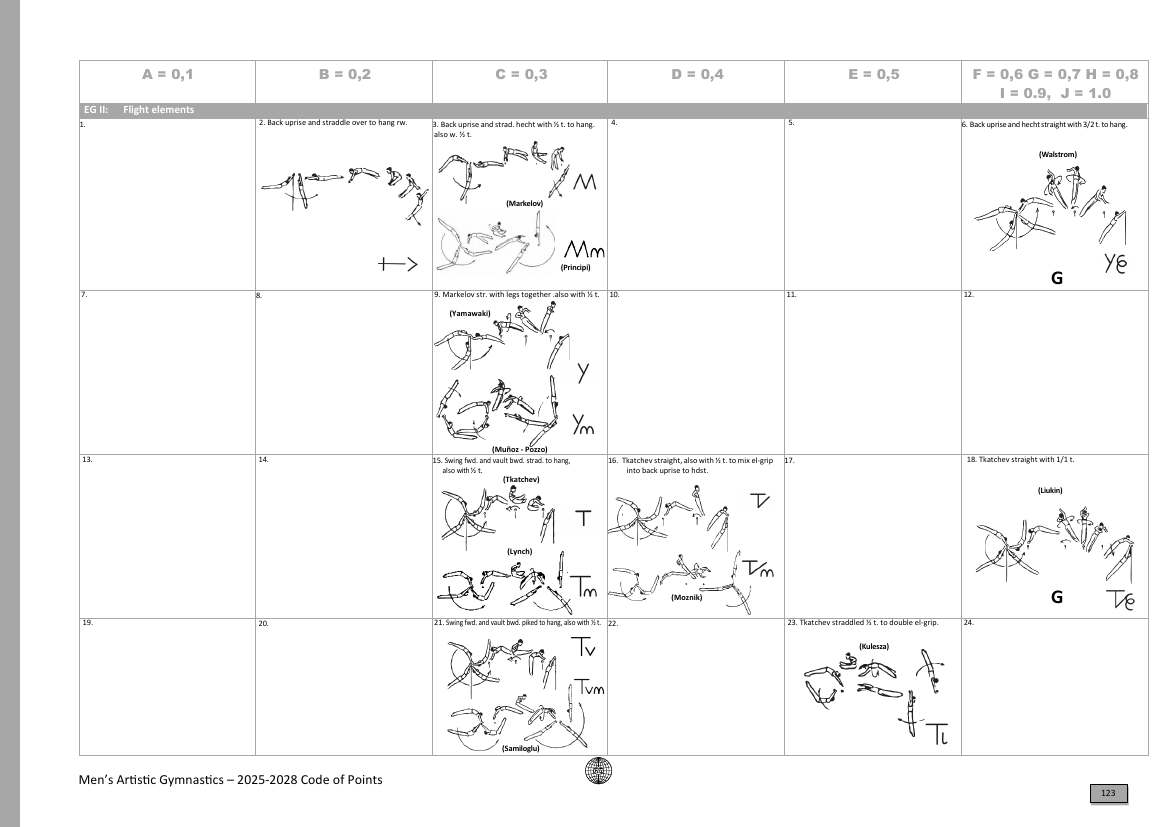 A = 0,1 B = 0,2 C = 0,3 D = 0,4 E = 0,5 F = 0,6 G = 0,7 H = 0,8
I = 0.9, J = 1.0
EG II: Flight elements
1.
2. Back uprise and straddle over to hang rw.
3. Back uprise and strad. hecht with ½ t. to hang.
also w. ½ t.
(Markelov)
M
Mm
(Principi)
4.
5.
6. Back uprise and hecht straight with 3/2 t. to hang.
(Walstrom)
G
7.
8.
9. Markelov str. with legs together .also with ½ t.
(Yamawaki)
Y
Ym
(Muñoz - Pozzo)
10.
11.
12.
13.
14.
15. Swing fwd. and vault bwd. strad. to hang,
also with ½ t.
(Tkatchev)
T
(Lynch)
Tm
16. Tkatchev straight, also with ½ t. to mix el-grip
into back uprise to hdst.
(Moznik)
17.
18. Tkatchev straight with 1/1 t.
(Liukin)
G
19.
20.
21. Swing fwd. and vault bwd. piked to hang, also with ½ t.
Tv
Tvm
(Samiloglu)
22.
23. Tkatchev straddled ½ t. to double el-grip.
(Kulesza)
24.
Men's Artistic Gymnastics – 2025-2028 Code of Points
123